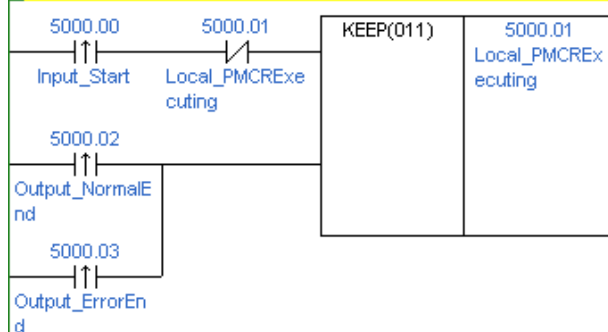 5000.00 5000.01 KEEP(011) 5000.01
Input_Start Local_PMCRExe Local_PMCREx
cuting ecuting
5000.02
Output_NormalE
nd
5000.03
Output_ErrorEn
d